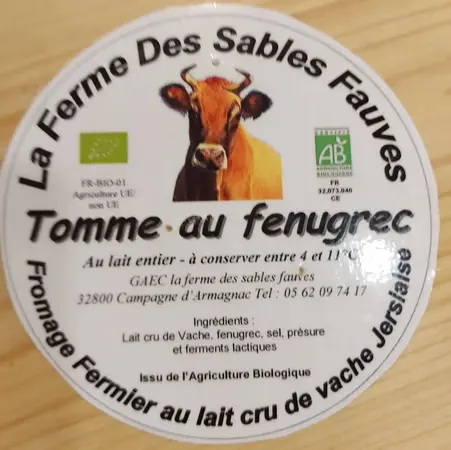 La Ferme Des Sables Fauves
FR-BIO-01
Agriculture UE/
non UE
CERTIFIÉ
AB
AGRICULTURE
BIOLOGIQUE
FR
32.073.040
CE
Tomme au fenugrec
Au lait entier - à conserver entre 4 et 11°C
GAEC la ferme des sables fauves
32800 Campagne d'Armagnac Tel : 05 62 09 74 17
Ingrédients :
Lait cru de Vache, fenugrec, sel, présure
et ferments lactiques
Issu de l'Agriculture Biologique
Fromage Fermier au lait cru de vache Jersiaise